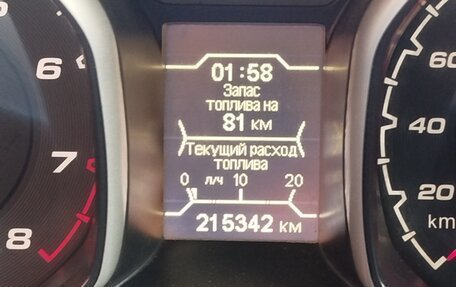 01:58
Запас
топлива на
81 км
Текущий расход
топлива
0 л/ч 10 20
215342 км
6
7
8
60
40
20
km